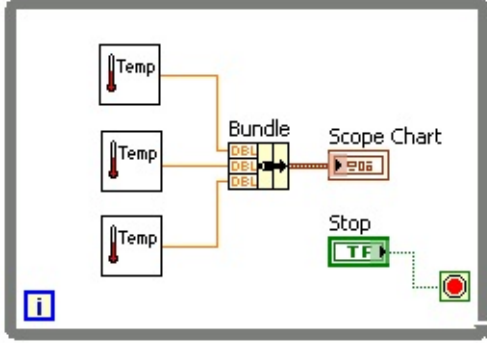 Temp
Bundle
Temp
DBL
DBL
DBL
Scope Chart
Temp
Stop
TF
i